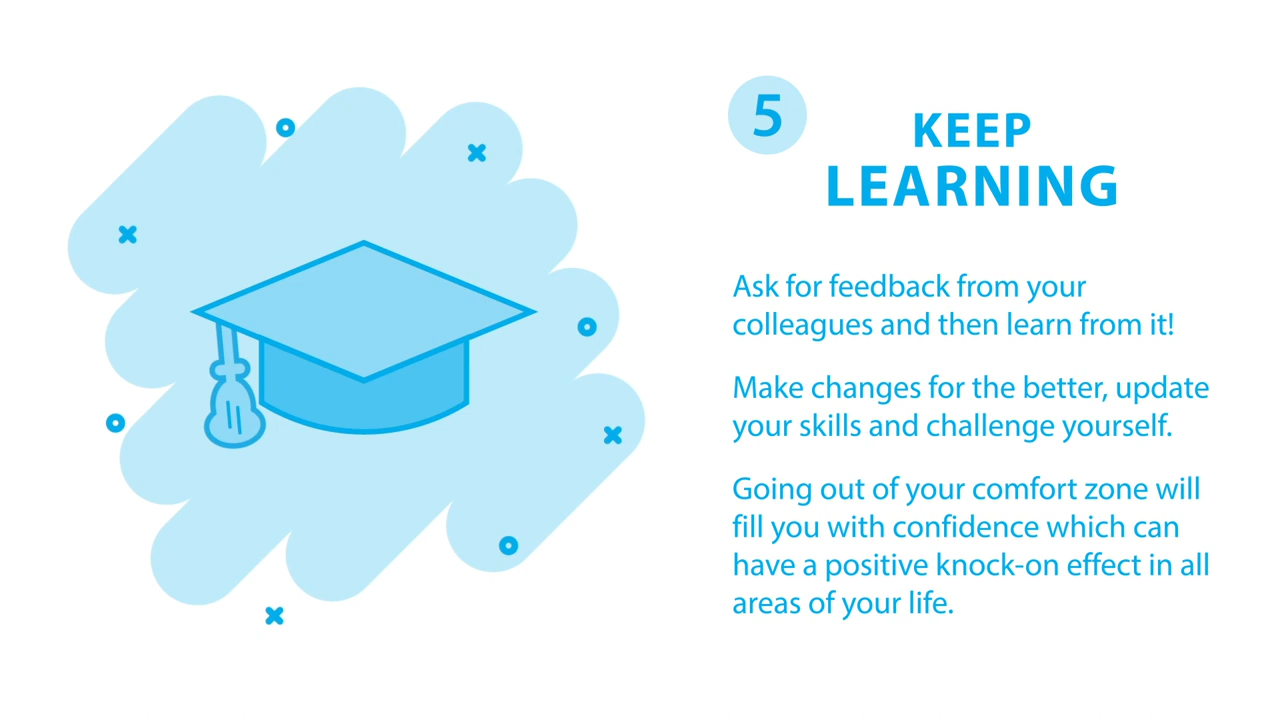 5
KEEP
LEARNING
Ask for feedback from your
colleagues and then learn from it!
Make changes for the better, update
your skills and challenge yourself.
Going out of your comfort zone will
fill you with confidence which can
have a positive knock-on effect in all
areas of your life.